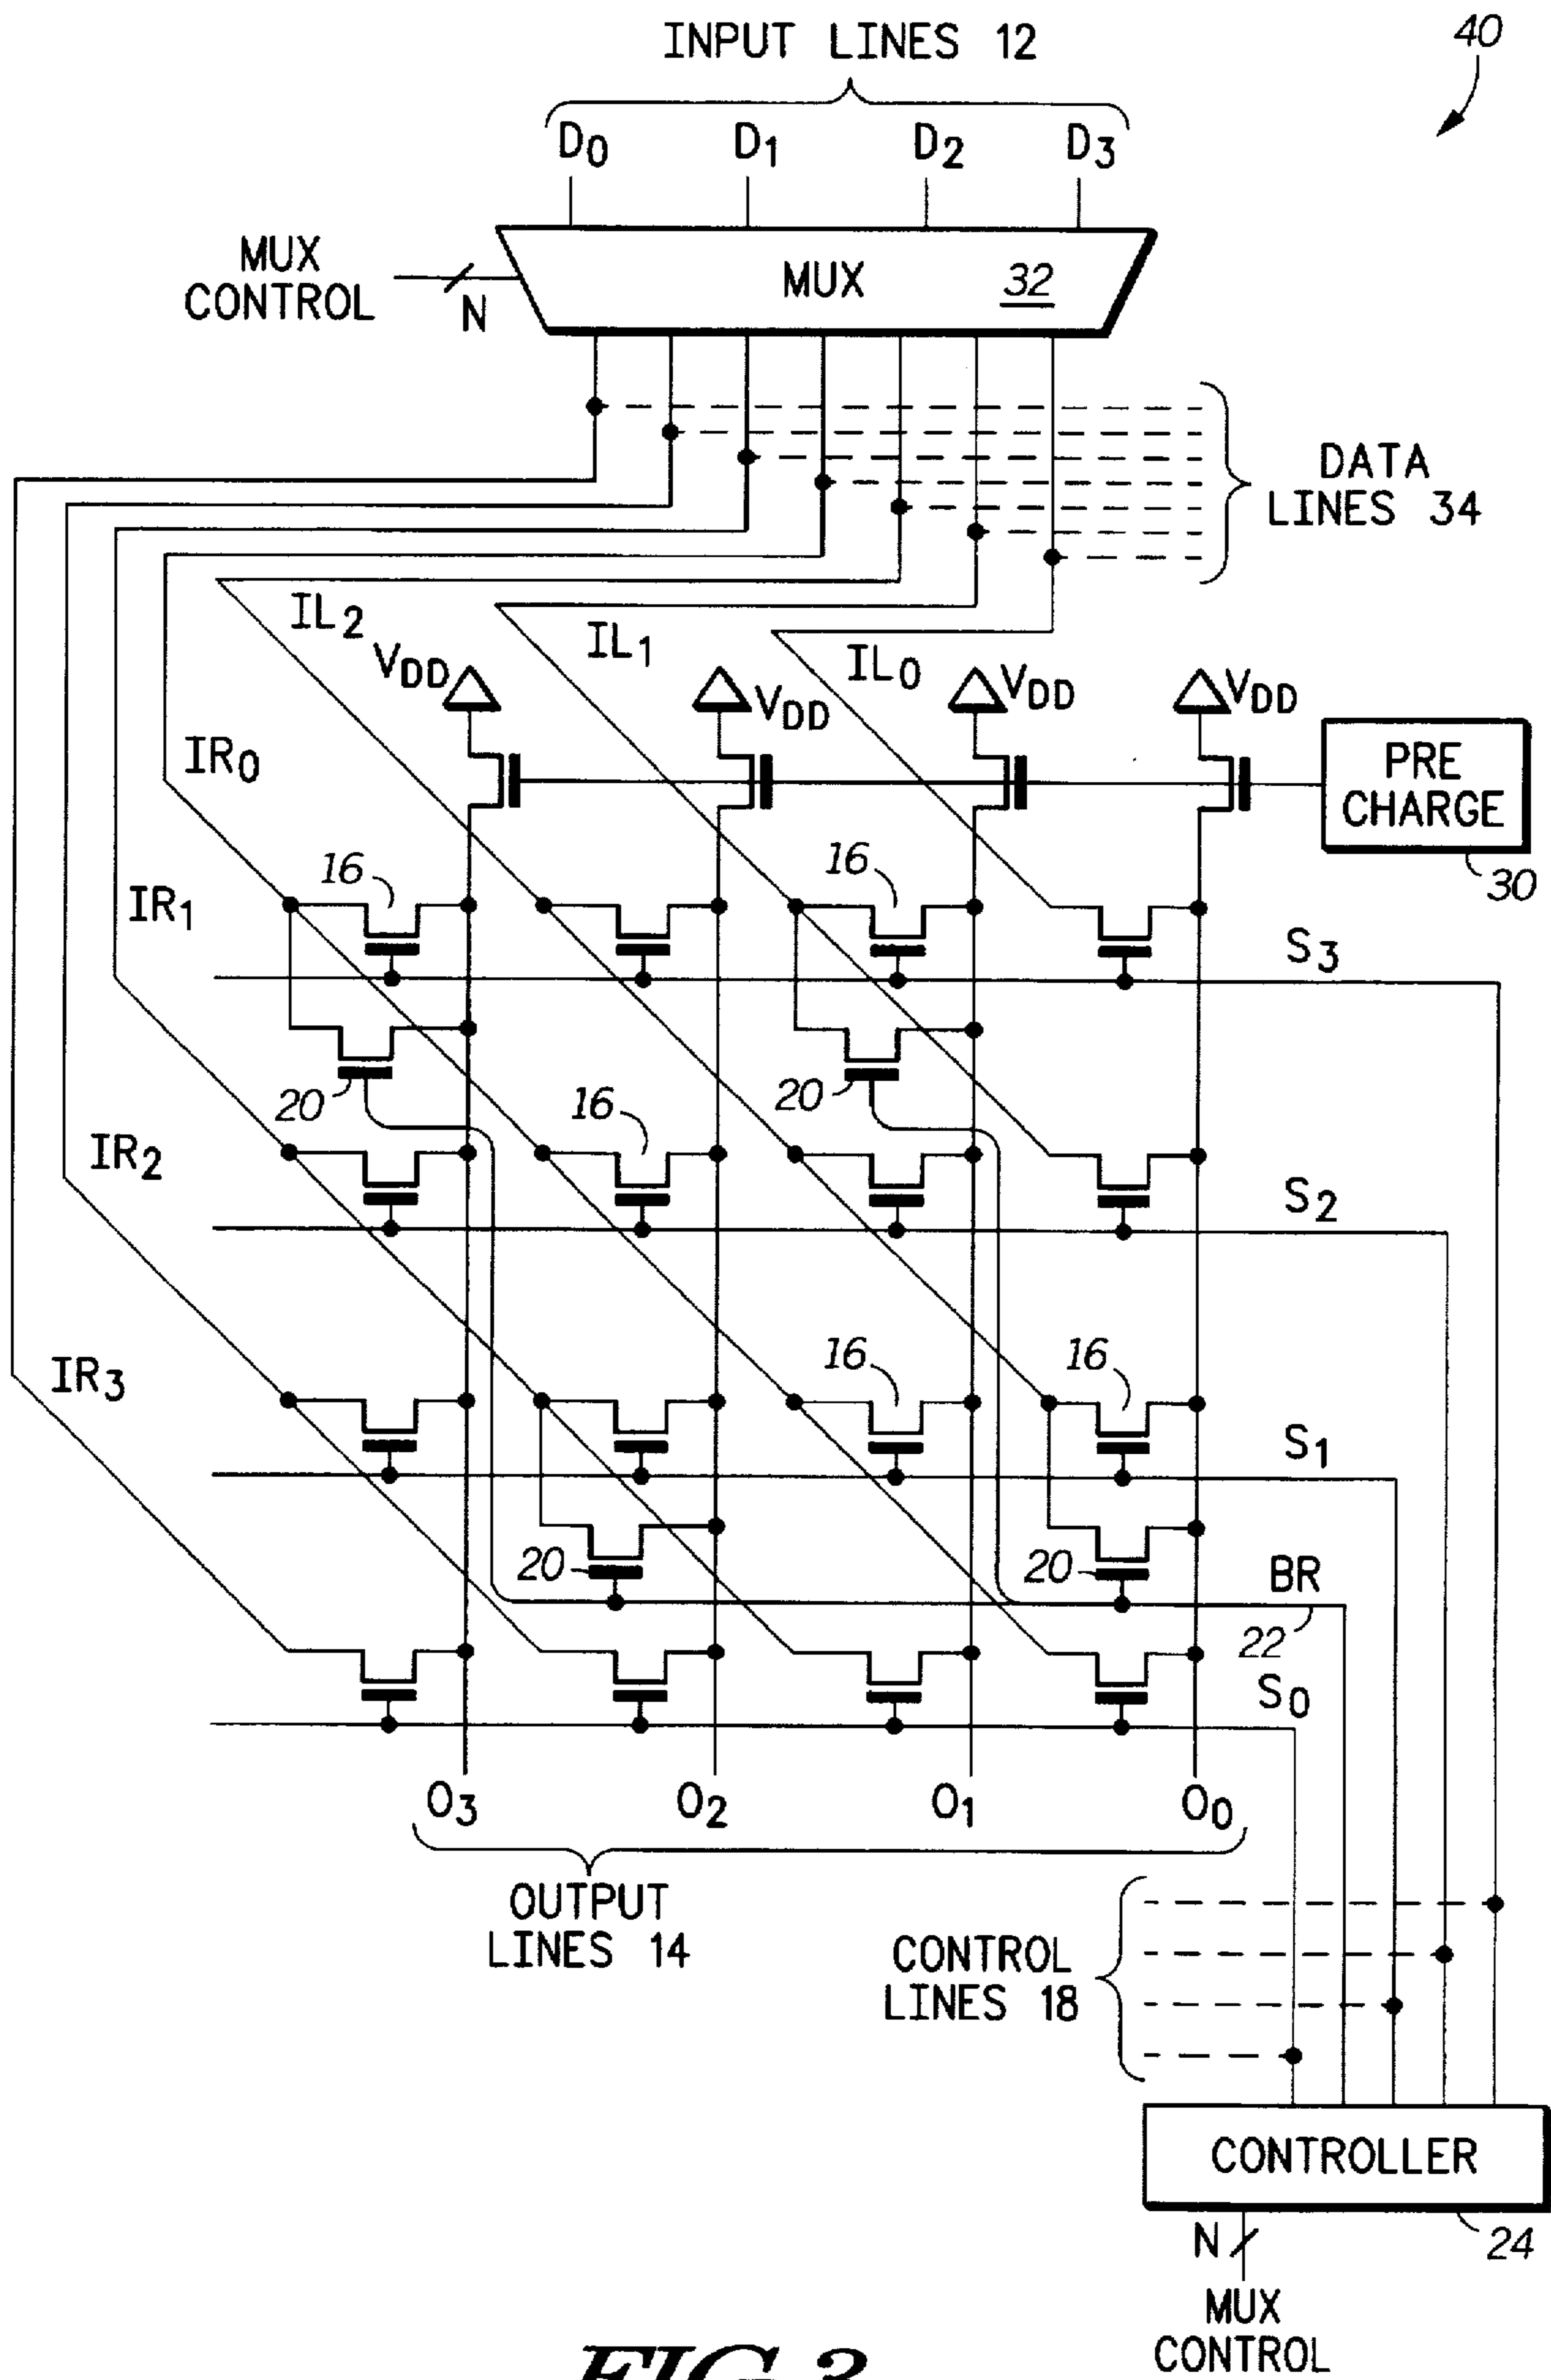 40
INPUT LINES 12
D0 D1 D2 D3
MUX
CONTROL
N
MUX 32
DATA
LINES 34
IL2
IL1
IL0
VDD
VDD
VDD
VDD
PRE
CHARGE
30
IR0
IR1
16
16
S3
20
20
16
IR2
S2
IR3
16
16
S1
20
20
BR
22
S0
O3 O2 O1 O0
OUTPUT
LINES 14
CONTROL
LINES 18
CONTROLLER
24
N
MUX
CONTROL
FIG.3